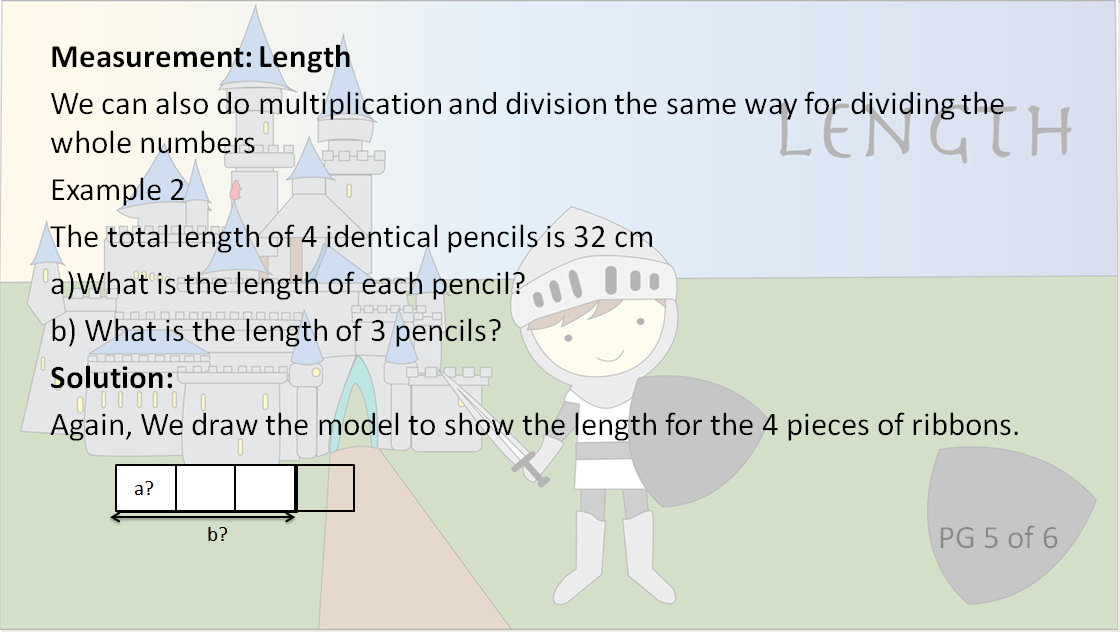 Measurement: Length
LENGTH
We can also do multiplication and division the same way for dividing the
whole numbers
Example 2
The total length of 4 identical pencils is 32 cm
a)What is the length of each pencil?
b) What is the length of 3 pencils?
Solution:
Again, We draw the model to show the length for the 4 pieces of ribbons.
a?
b?
PG 5 of 6